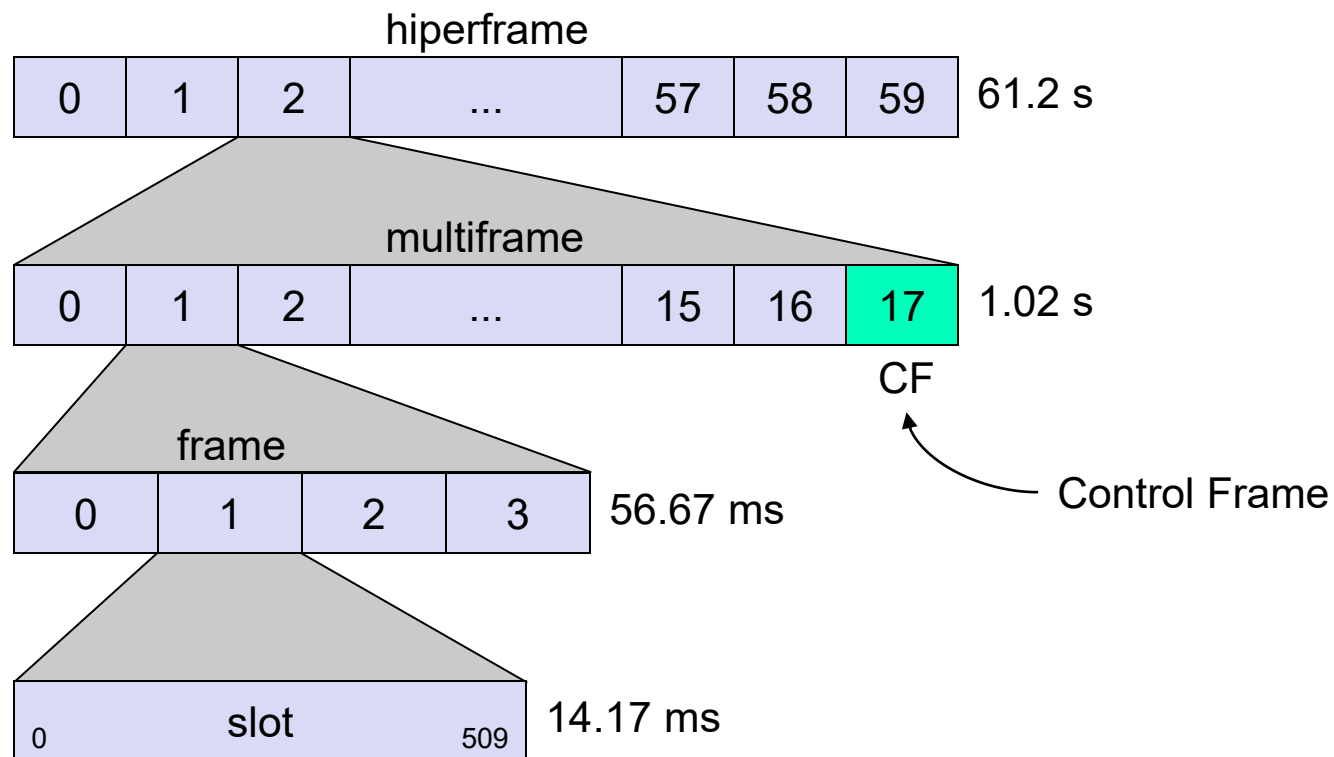 hiperframe
0 1 2 ... 57 58 59 61.2 s
multiframe
0 1 2 ... 15 16 17 1.02 s
CF
frame
0 1 2 3 56.67 ms
Control Frame
slot
0 509
14.17 ms